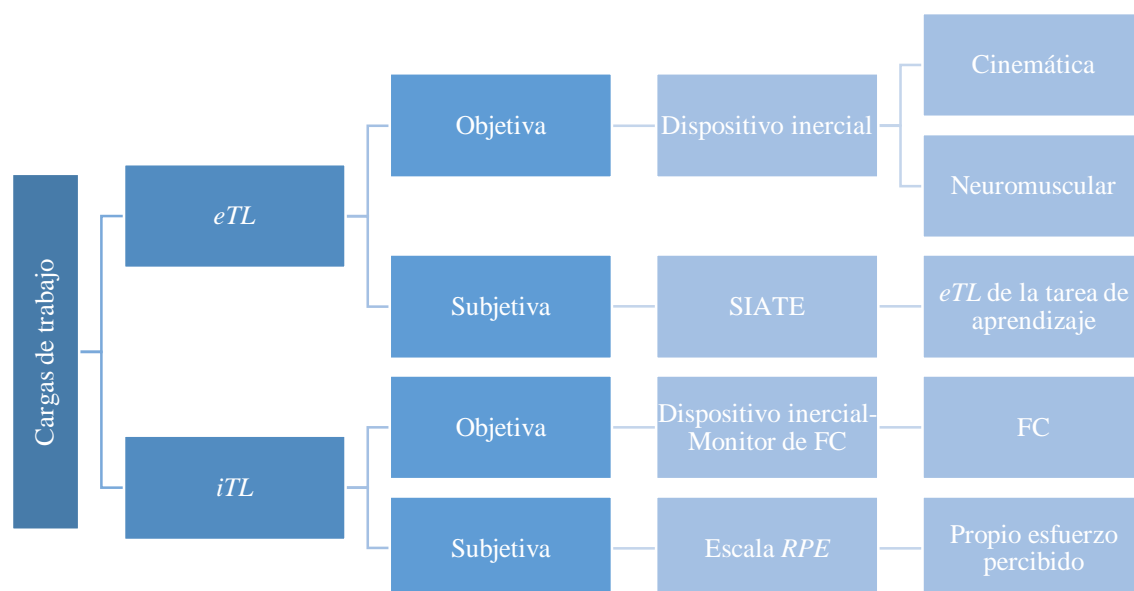 Cargas de trabajo
eTL
Objetiva
Dispositivo inercial
Cinemática
Neuromuscular
Subjetiva
SIATE
eTL de la tarea de
aprendizaje
iTL
Objetiva
Dispositivo inercial-
Monitor de FC
FC
Subjetiva
Escala RPE
Propio esfuerzo
percibido